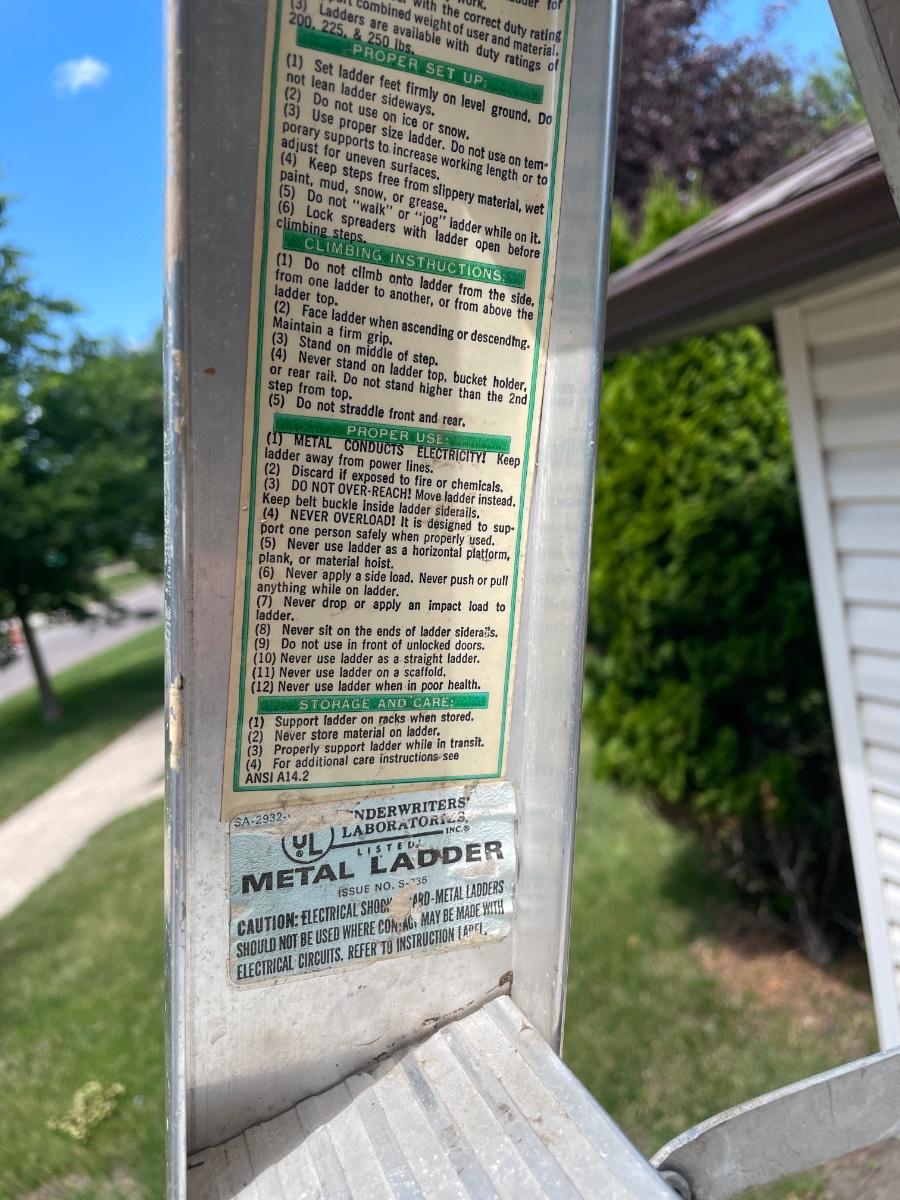 work.
with the correct duty rating
combined weight of user and material.
(3) Ladders are available with duty ratings of
200, 225, & 250 lbs.
PROPER SET UP:
(1) Set ladder feet firmly on level ground. Do
not lean ladder sideways.
(2) Do not use on ice or snow.
(3) Use proper size ladder. Do not use on tem-
porary supports to increase working length or to
adjust for uneven surfaces.
(4) Keep steps free from slippery material, wet
paint, mud, snow, or grease.
(5) Do not "walk" or "jog" ladder while on it.
(6) Lock spreaders with ladder open before
climbing steps.
CLIMBING INSTRUCTIONS:
(1) Do not climb onto ladder from the side,
from one ladder to another, or from above the
ladder top.
(2) Face ladder when ascending or descending.
Maintain a firm grip.
(3) Stand on middle of step.
(4) Never stand on ladder top, bucket holder,
or rear rail. Do not stand higher than the 2nd
step from top.
(5) Do not straddle front and rear.
PROPER USE:
(1) METAL CONDUCTS ELECTRICITY! Keep
ladder away from power lines.
(2) Discard if exposed to fire or chemicals.
(3) DO NOT OVER-REACH! Move ladder instead.
Keep belt buckle inside ladder siderails.
(4) NEVER OVERLOAD! It is designed to sup-
port one person safely when properly used.
(5) Never use ladder as a horizontal platform,
plank, or material hoist.
(6) Never apply a side load. Never push or pull
anything while on ladder.
(7) Never drop or apply an impact load to
ladder.
(8) Never sit on the ends of ladder siderails.
(9) Do not use in front of unlocked doors.
(10) Never use ladder as a straight ladder.
(11) Never use ladder on a scaffold.
(12) Never use ladder when in poor health.
STORAGE AND CARE:
(1) Support ladder on racks when stored.
(2) Never store material on ladder.
(3) Properly support ladder while in transit.
(4) For additional care instructions see
ANSI A14.2
SA-2932-
UNDERWRITERS'
UL LABORATORIES, INC.®
LISTED
METAL LADDER
ISSUE NO. S- 35
CAUTION: ELECTRICAL SHOCK ARD-METAL LADDERS
SHOULD NOT BE USED WHERE CONTACT MAY BE MADE WITH
ELECTRICAL CIRCUITS. REFER TO INSTRUCTION LABEL.